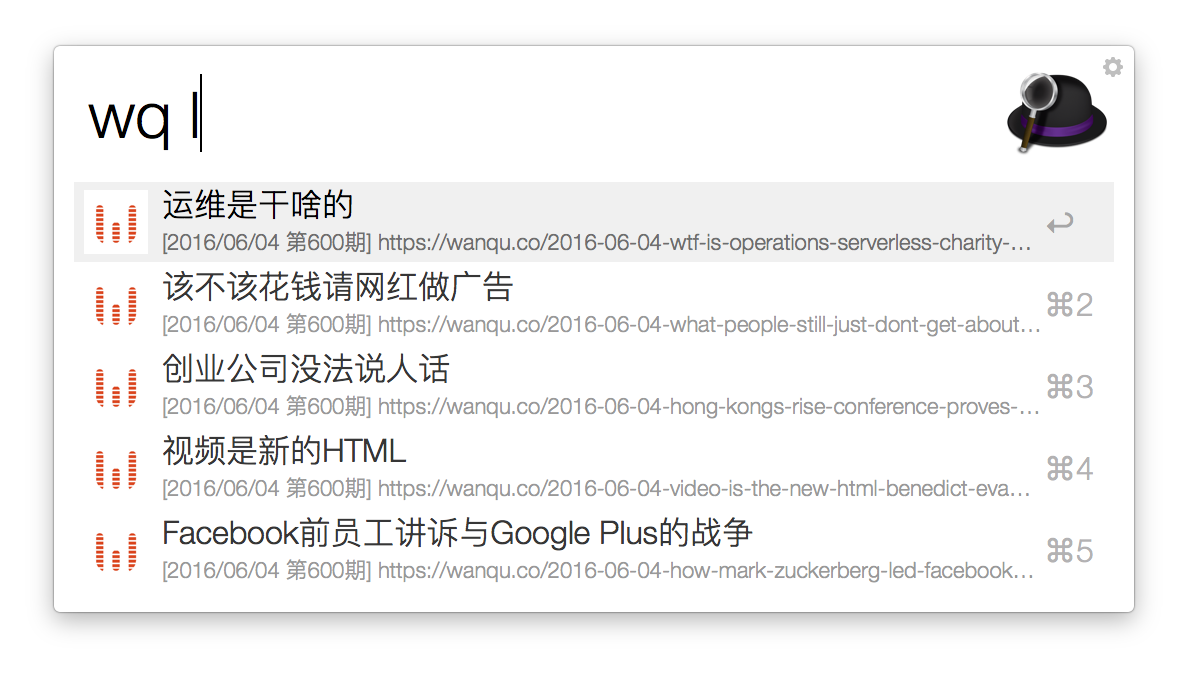 wq l
运维是干啥的
[2016/06/04 第600期] https://wanqu.co/2016-06-04-wtf-is-operations-serverless-charity-…
该不该花钱请网红做广告
[2016/06/04 第600期] https://wanqu.co/2016-06-04-what-people-still-just-dont-get-about…
⌘2
创业公司没法说人话
[2016/06/04 第600期] https://wanqu.co/2016-06-04-hong-kongs-rise-conference-proves-…
⌘3
视频是新的HTML
[2016/06/04 第600期] https://wanqu.co/2016-06-04-video-is-the-new-html-benedict-eva…
⌘4
Facebook前员工讲诉与Google Plus的战争
[2016/06/04 第600期] https://wanqu.co/2016-06-04-how-mark-zuckerberg-led-facebook…
⌘5